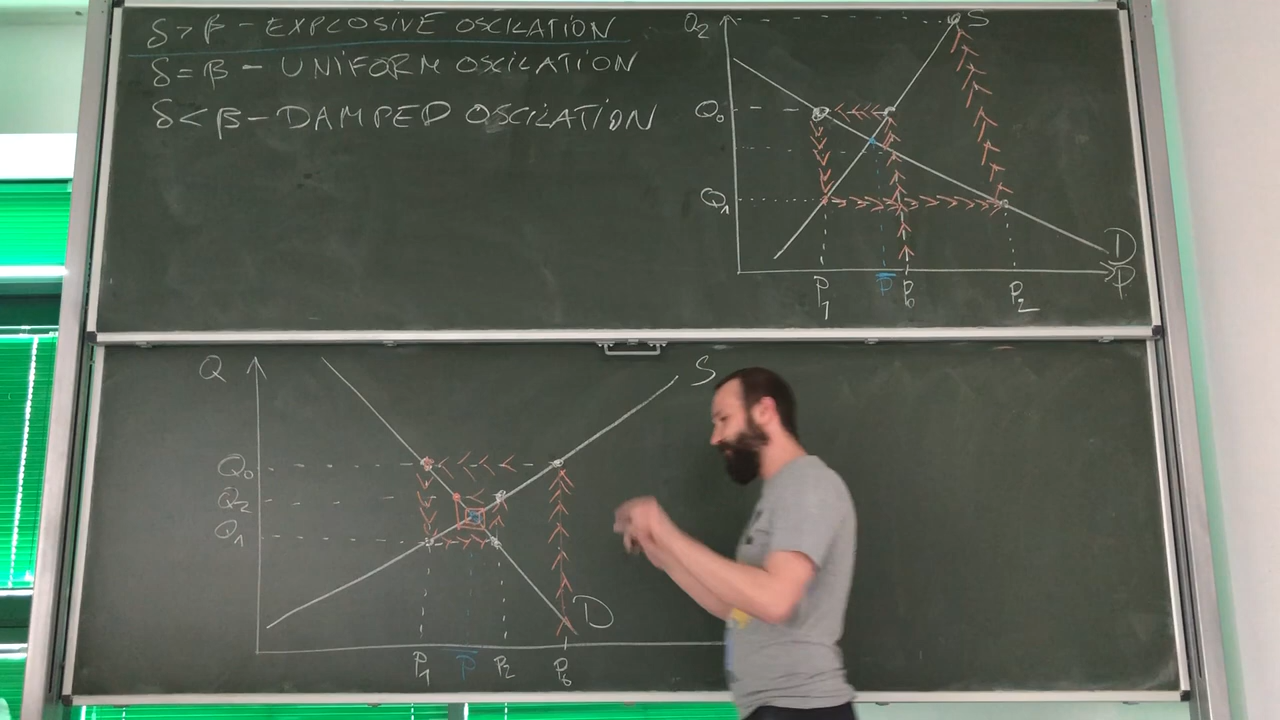 δ > β - EXPLOSIVE OSCILATION
δ = β - UNIFORM OSCILATION
δ < β - DAMPED OSCILATION
Q₂
S
Q₀
Q₁
D
P
P₁
P̄
P₀
P₂
Q
S
Q₀
Q₂
Q₁
D
P₁
P̄
P₂
P₀